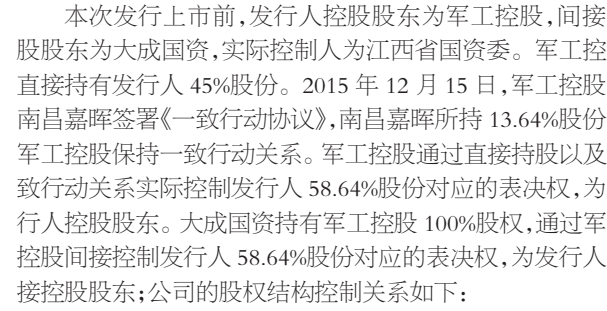 本次发行上市前,发行人控股股东为军工控股,间接
股股东为大成国资,实际控制人为江西省国资委。军工控
直接持有发行人 45%股份。2015 年 12 月 15 日,军工控股
南昌嘉晖签署《一致行动协议》,南昌嘉晖所持 13.64%股份
军工控股保持一致行动关系。军工控股通过直接持股以及
致行动关系实际控制发行人 58.64%股份对应的表决权,为
行人控股股东。大成国资持有军工控股 100%股权,通过军
控股间接控制发行人 58.64%股份对应的表决权,为发行人
接控股股东;公司的股权结构控制关系如下: